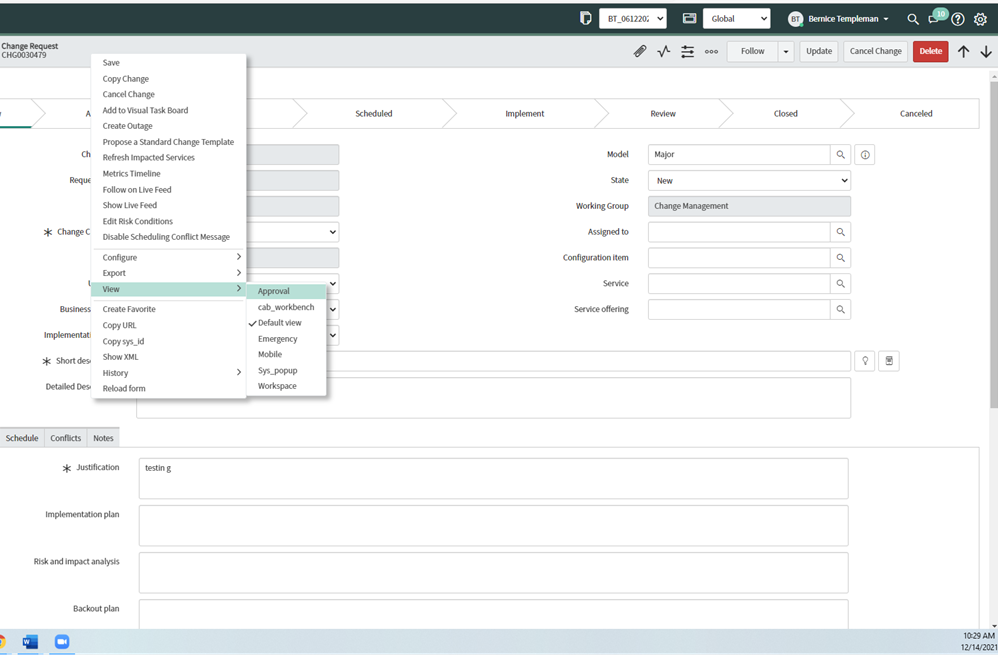 BT_061220
Global
BT
Bernice Templeman
10
Change Request
CHG0030479
Follow
Update
Cancel Change
Delete
Scheduled
Implement
Review
Closed
Canceled
Save
Copy Change
Cancel Change
Add to Visual Task Board
Create Outage
Propose a Standard Change Template
Refresh Impacted Services
Metrics Timeline
Follow on Live Feed
Show Live Feed
Edit Risk Conditions
Disable Scheduling Conflict Message
Configure
Export
View
Create Favorite
Copy URL
Copy sys_id
Show XML
History
Reload form
Approval
cab_workbench
Default view
Emergency
Mobile
Sys_popup
Workspace
Ch
Reque
Change C
Business
Implementati
Short desc
Detailed Desc
Model
Major
State
New
Working Group
Change Management
Assigned to
Configuration item
Service
Service offering
Schedule
Conflicts
Notes
Justification
testin g
Implementation plan
Risk and impact analysis
Backout plan
10:29 AM
12/14/2021